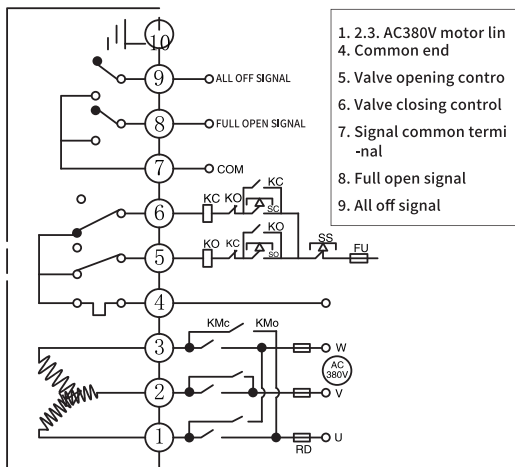 10
9 ALL OFF SIGNAL
8 FULL OPEN SIGNAL
7 COM
KC
6 KC KO SC
KO SS
5 KO KC SO FU
4
KMc KMo
3 W
AC
380V
2 V
1 U
RD
1. 2.3. AC380V motor lin
4. Common end
5. Valve opening contro
6. Valve closing control
7. Signal common termi
-nal
8. Full open signal
9. All off signal